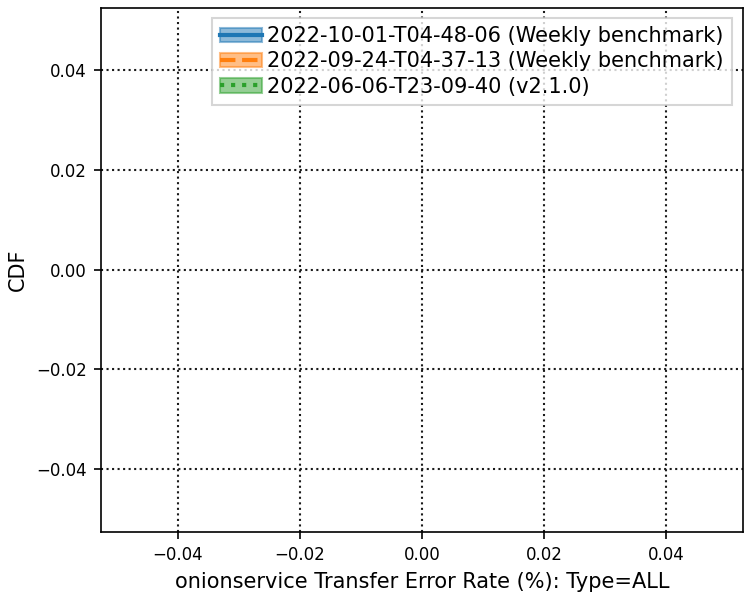 2022-10-01-T04-48-06 (Weekly benchmark)
2022-09-24-T04-37-13 (Weekly benchmark)
2022-06-06-T23-09-40 (v2.1.0)
0.04
0.02
0.00
−0.02
−0.04
CDF
−0.04 −0.02 0.00 0.02 0.04
onionservice Transfer Error Rate (%): Type=ALL